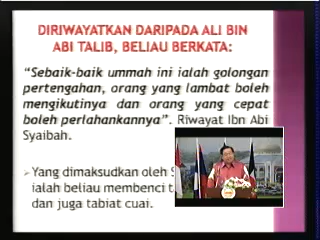 DIRIWAYATKAN DARIPADA ALI BIN
ABI TALIB, BELIAU BERKATA:
“Sebaik-baik ummah ini ialah golongan
pertengahan, orang yang lambat boleh
mengikutinya dan orang yang cepat
boleh perlahankannya”. Riwayat Ibn Abi
Syaibah.
Yang dimaksudkan oleh S
ialah beliau membenci t
dan juga tabiat cuai.